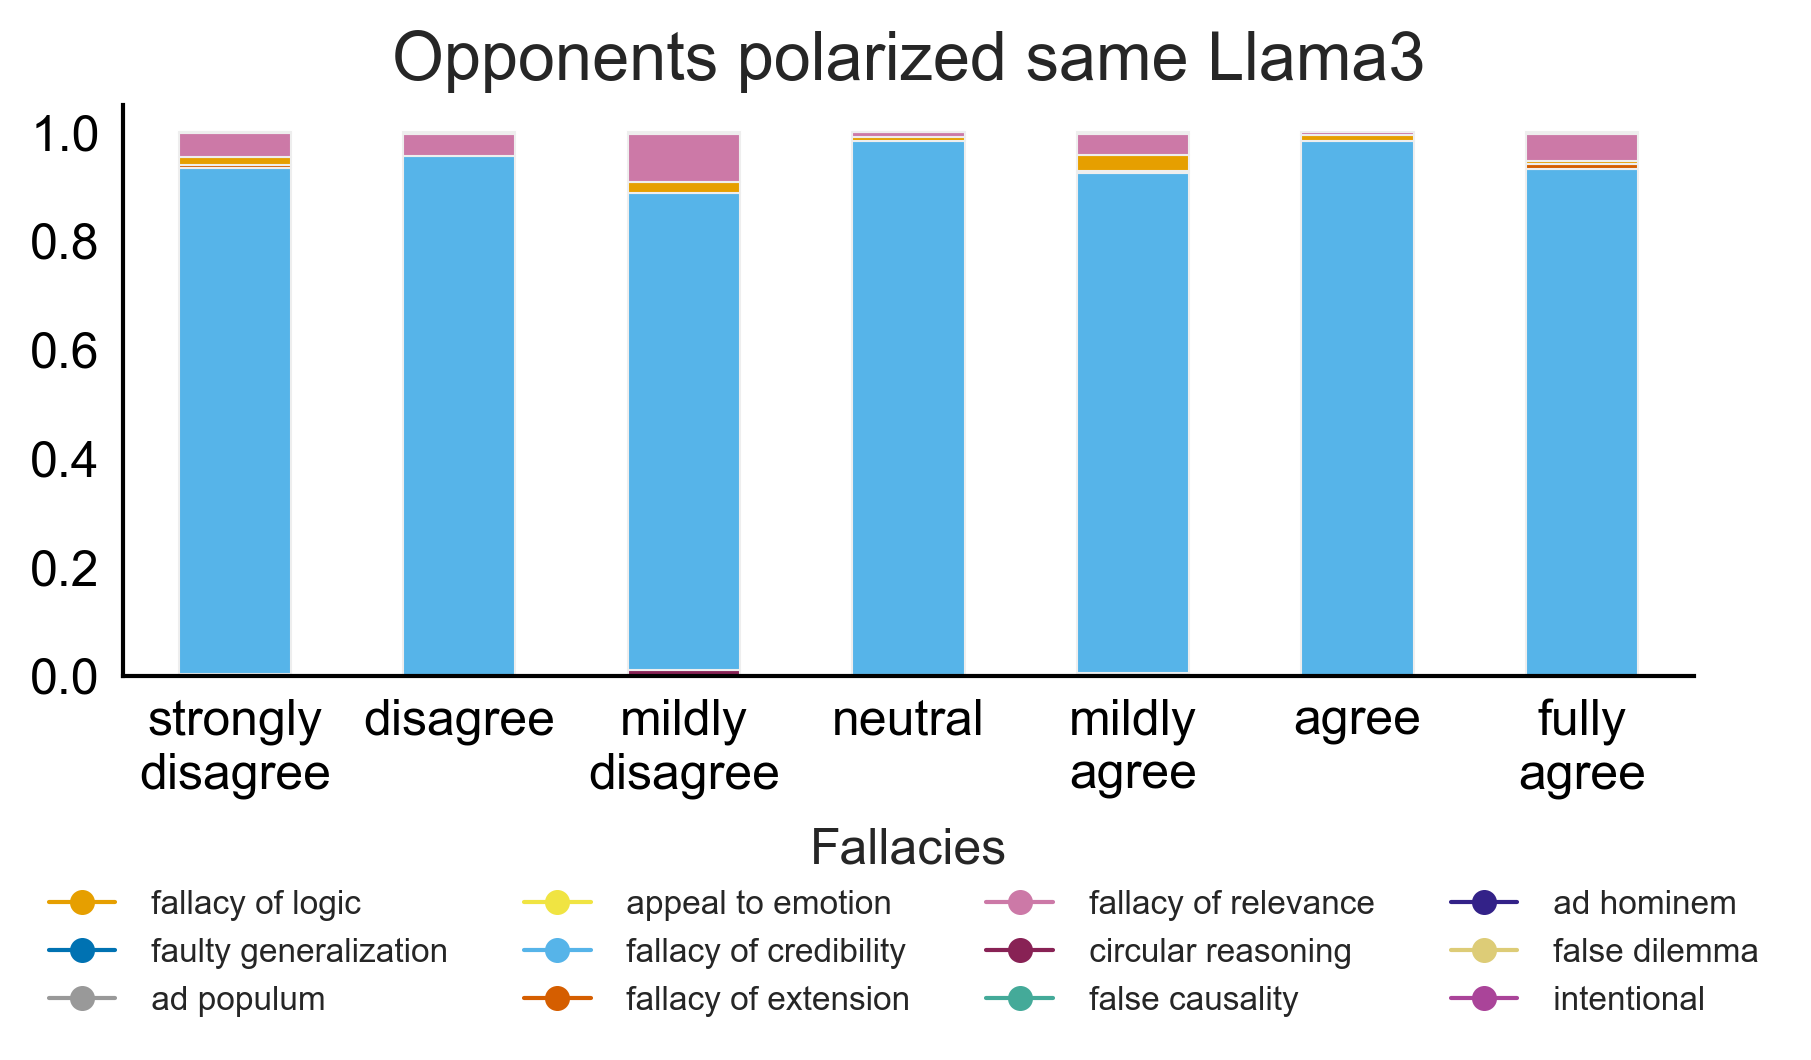 Opponents polarized same Llama3
1.0
0.8
0.6
0.4
0.2
0.0
strongly disagree
disagree
mildly disagree
neutral
mildly agree
agree
fully agree
Fallacies
fallacy of logic
faulty generalization
ad populum
appeal to emotion
fallacy of credibility
fallacy of extension
fallacy of relevance
circular reasoning
false causality
ad hominem
false dilemma
intentional